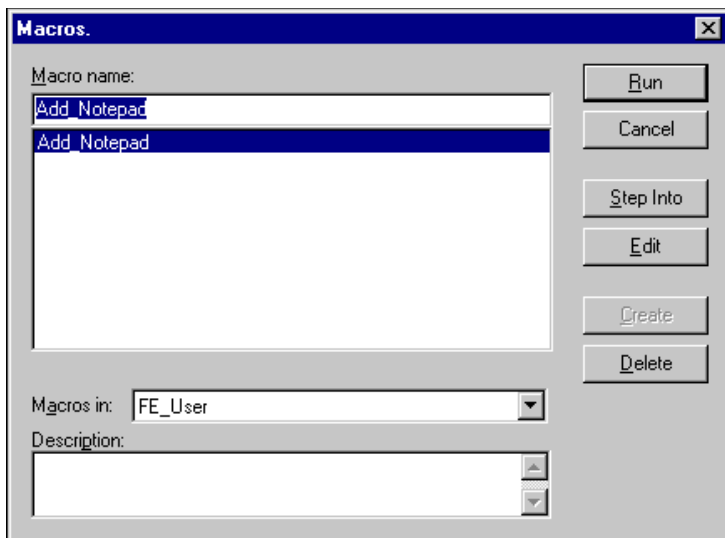 Macros.
Macro name:
Add_Notepad
Add_Notepad
Run
Cancel
Step Into
Edit
Create
Delete
Macros in: FE_User
Description: